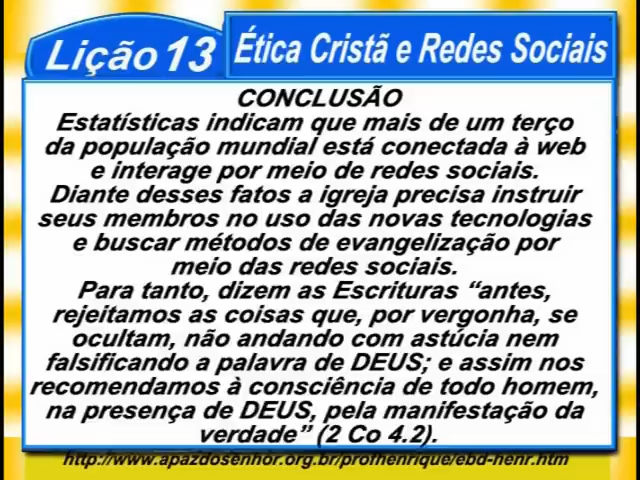 Lição 13
Ética Cristã e Redes Sociais
CONCLUSÃO
Estatísticas indicam que mais de um terço
da população mundial está conectada à web
e interage por meio de redes sociais.
Diante desses fatos a igreja precisa instruir
seus membros no uso das novas tecnologias
e buscar métodos de evangelização por
meio das redes sociais.
Para tanto, dizem as Escrituras “antes,
rejeitamos as coisas que, por vergonha, se
ocultam, não andando com astúcia nem
falsificando a palavra de DEUS; e assim nos
recomendamos à consciência de todo homem,
na presença de DEUS, pela manifestação da
verdade” (2 Co 4.2).
http://www.apazdosenhor.org.br/profhenrique/ebd-henr.htm